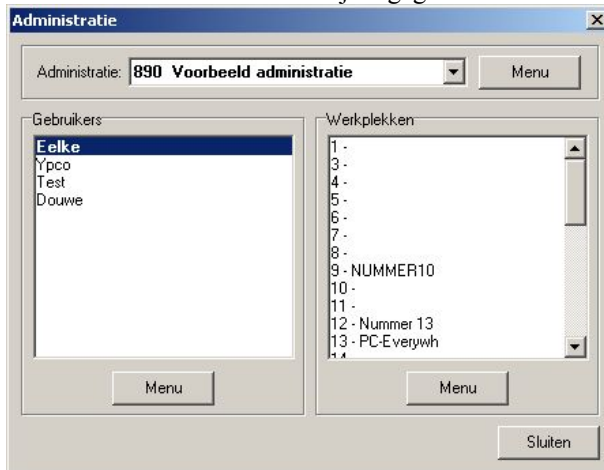 Administratie
Administratie: 890 Voorbeeld administratie
Menu
Gebruikers
Eelke
Ypco
Test
Douwe
Menu
Werkplekken
1 -
3 -
4 -
5 -
6 -
7 -
8 -
9 - NUMMER10
10 -
11 -
12 - Nummer 13
13 - PC-Everywh
Menu
Sluiten